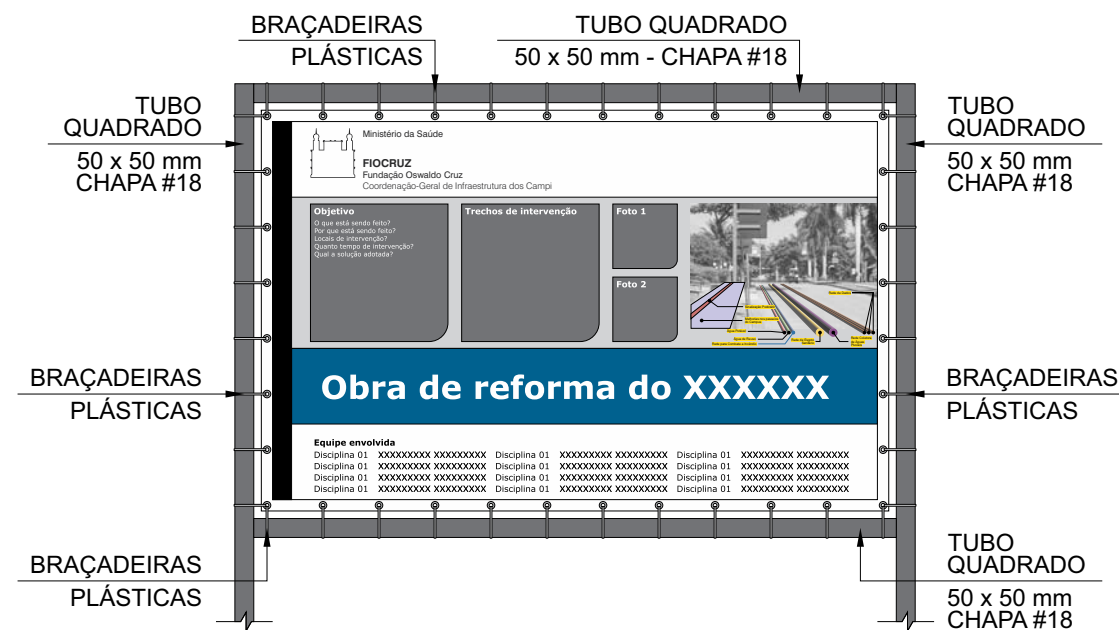 BRAÇADEIRAS
PLÁSTICAS
TUBO QUADRADO
50 x 50 mm - CHAPA #18
TUBO
QUADRADO
50 x 50 mm
CHAPA #18
TUBO
QUADRADO
50 x 50 mm
CHAPA #18
Ministério da Saúde
FIOCRUZ
Fundação Oswaldo Cruz
Coordenação-Geral de Infraestrutura dos Campi
Objetivo
O que está sendo feito?
Por que está sendo feito?
Locais de intervenção?
Quanto tempo de intervenção?
Qual a solução adotada?
Trechos de intervenção
Foto 1
Foto 2
BRAÇADEIRAS
PLÁSTICAS
Obra de reforma do XXXXXX
BRAÇADEIRAS
PLÁSTICAS
Equipe envolvida
Disciplina 01 XXXXXXXXX XXXXXXXXX Disciplina 01 XXXXXXXXX XXXXXXXXX Disciplina 01 XXXXXXXXX XXXXXXXXX
Disciplina 01 XXXXXXXXX XXXXXXXXX Disciplina 01 XXXXXXXXX XXXXXXXXX Disciplina 01 XXXXXXXXX XXXXXXXXX
Disciplina 01 XXXXXXXXX XXXXXXXXX Disciplina 01 XXXXXXXXX XXXXXXXXX Disciplina 01 XXXXXXXXX XXXXXXXXX
Disciplina 01 XXXXXXXXX XXXXXXXXX Disciplina 01 XXXXXXXXX XXXXXXXXX Disciplina 01 XXXXXXXXX XXXXXXXXX
BRAÇADEIRAS
PLÁSTICAS
TUBO
QUADRADO
50 x 50 mm
CHAPA #18